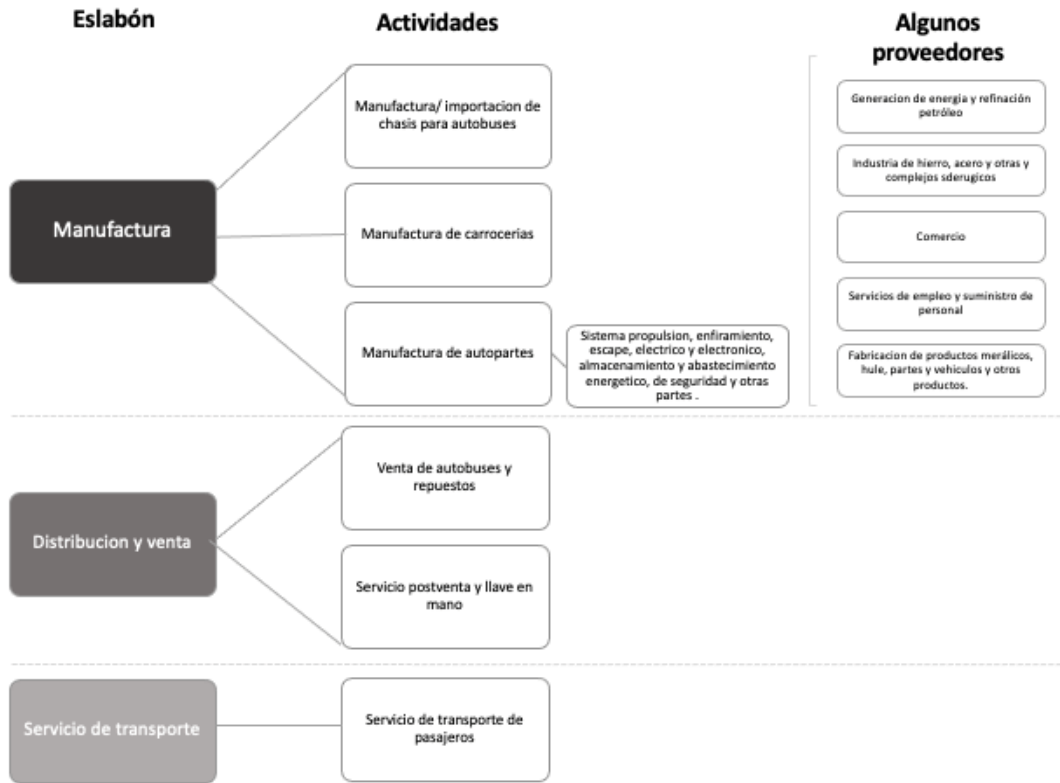 Eslabón
Actividades
Algunos
proveedores
Manufactura
Manufactura/ importacion de
chasis para autobuses
Manufactura de carrocerias
Manufactura de autopartes
Sistema propulsion, enfiramiento,
escape, electrico y electronico,
almacenamiento y abastecimiento
energetico, de seguridad y otras
partes .
Generacion de energia y refinación
petróleo
Industria de hierro, acero y otras y
complejos sderugicos
Comercio
Servicios de empleo y suministro de
personal
Fabricacion de productos merálicos,
hule, partes y vehiculos y otros
productos.
Distribucion y venta
Venta de autobuses y
repuestos
Servicio postventa y llave en
mano
Servicio de transporte
Servicio de transporte de
pasajeros